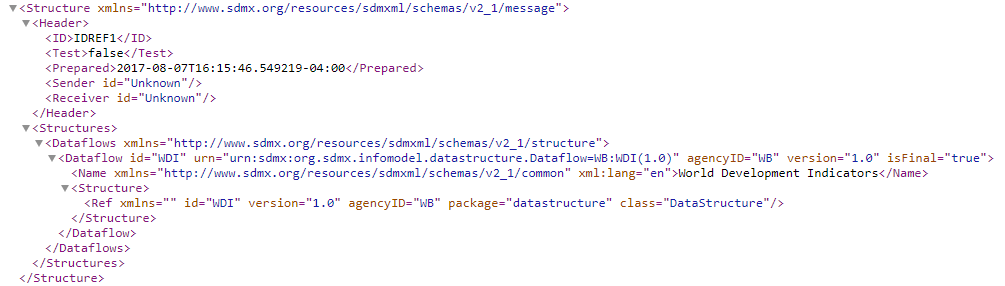 ▼<Structure xmlns="http://www.sdmx.org/resources/sdmxml/schemas/v2_1/message">
▼<Header>
<ID>IDREF1</ID>
<Test>false</Test>
<Prepared>2017-08-07T16:15:46.549219-04:00</Prepared>
<Sender id="Unknown"/>
<Receiver id="Unknown"/>
</Header>
▼<Structures>
▼<Dataflows xmlns="http://www.sdmx.org/resources/sdmxml/schemas/v2_1/structure">
▼<Dataflow id="WDI" urn="urn:sdmx:org.sdmx.infomodel.datastructure.Dataflow=WB:WDI(1.0)" agencyID="WB" version="1.0" isFinal="true">
<Name xmlns="http://www.sdmx.org/resources/sdmxml/schemas/v2_1/common" xml:lang="en">World Development Indicators</Name>
▼<Structure>
<Ref xmlns="" id="WDI" version="1.0" agencyID="WB" package="datastructure" class="DataStructure"/>
</Structure>
</Dataflow>
</Dataflows>
</Structures>
</Structure>